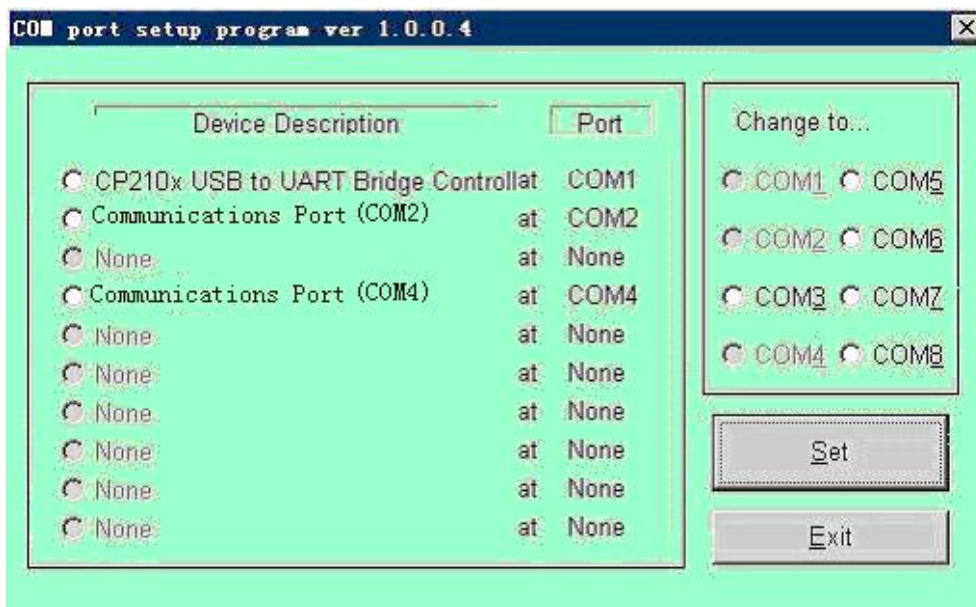 COM port setup program ver 1.0.0.4
Device Description Port
CP210x USB to UART Bridge Controllat COM1
Communications Port (COM2) at COM2
None at None
Communications Port (COM4) at COM4
None at None
None at None
None at None
None at None
None at None
None at None
Change to...
COM1 COM5
COM2 COM6
COM3 COM7
COM4 COM8
Set
Exit